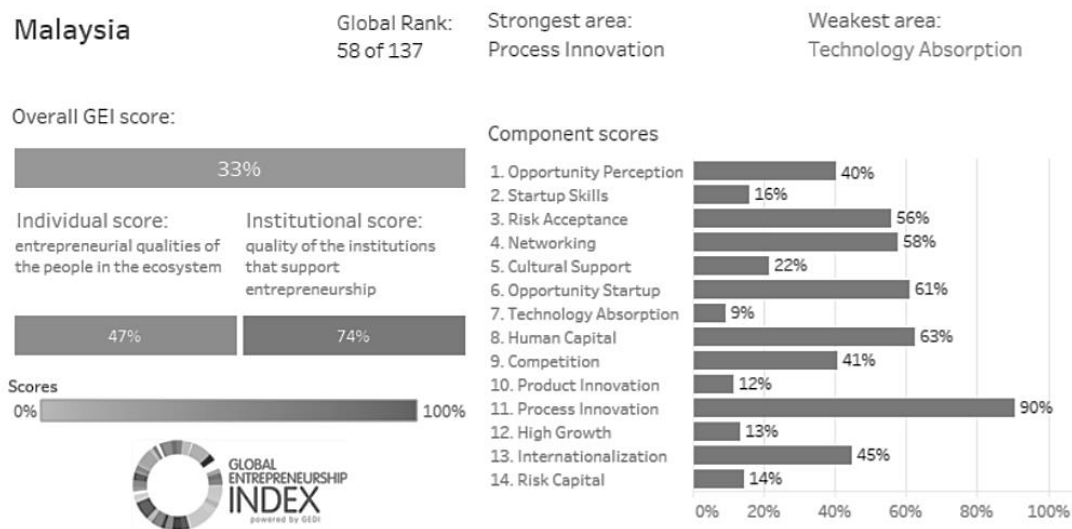 Malaysia
Global Rank:
58 of 137
Strongest area:
Process Innovation
Weakest area:
Technology Absorption
Overall GEI score:
33%
Individual score:
entrepreneurial qualities of
the people in the ecosystem
Institutional score:
quality of the institutions
that support
entrepreneurship
47%
74%
Scores
0%
100%
GLOBAL
ENTREPRENEURSHIP
INDEX
powered by GEDI
Component scores
1. Opportunity Perception 40%
2. Startup Skills 16%
3. Risk Acceptance 56%
4. Networking 58%
5. Cultural Support 22%
6. Opportunity Startup 61%
7. Technology Absorption 9%
8. Human Capital 63%
9. Competition 41%
10. Product Innovation 12%
11. Process Innovation 90%
12. High Growth 13%
13. Internationalization 45%
14. Risk Capital 14%
0% 20% 40% 60% 80% 100%